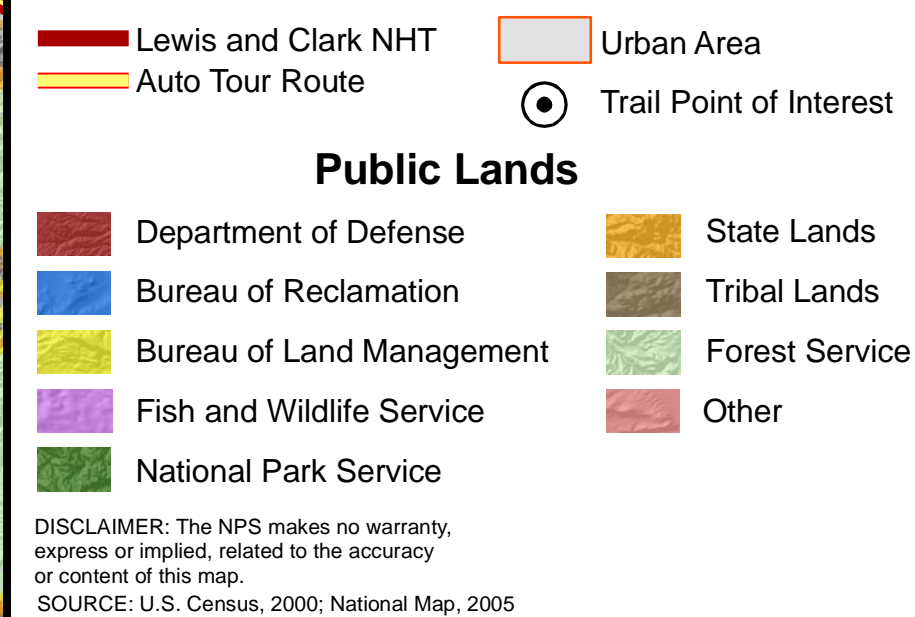 Lewis and Clark NHT
Auto Tour Route
Urban Area
Trail Point of Interest
Public Lands
Department of Defense
Bureau of Reclamation
Bureau of Land Management
Fish and Wildlife Service
National Park Service
State Lands
Tribal Lands
Forest Service
Other
DISCLAIMER: The NPS makes no warranty,
express or implied, related to the accuracy
or content of this map.
SOURCE: U.S. Census, 2000; National Map, 2005